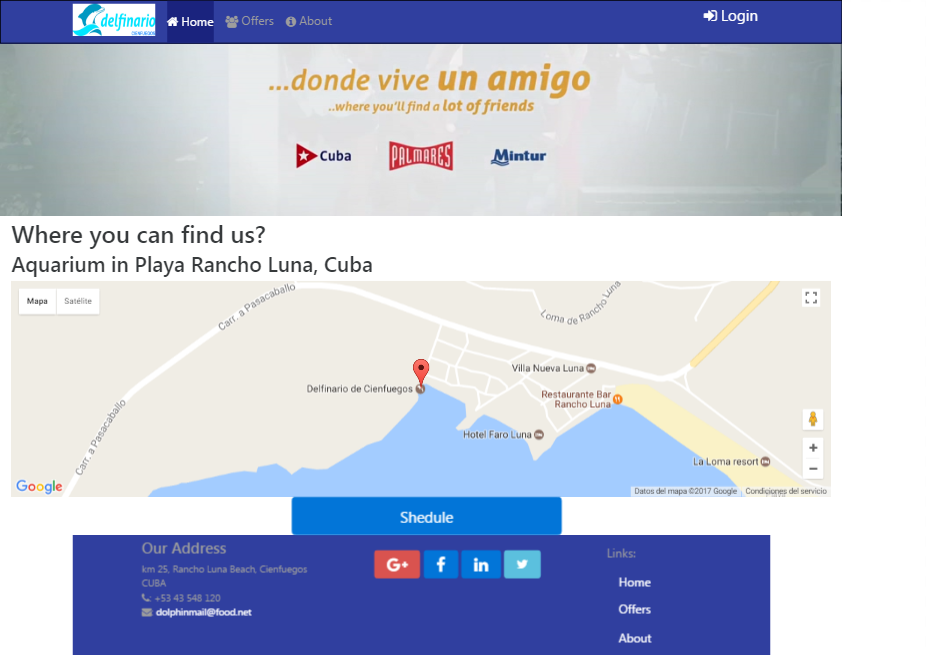 delfinario
CIENFUEGOS
Home
Offers
About
Login
...donde vive un amigo
..where you'll find a lot of friends
Cuba
PALMARES
Mintur
Where you can find us?
Aquarium in Playa Rancho Luna, Cuba
Mapa
Satélite
Carr. a Pasacaballo
Loma de Rancho Luna
Villa Nueva Luna
Delfinario de Cienfuegos
Restaurante Bar
Rancho Luna
Carr. a Pasacaballo
Hotel Faro Luna
La Loma resort
Google
Datos del mapa ©2017 Google
Condiciones del servicio
Shedule
Our Address
km 25, Rancho Luna Beach, Cienfuegos
CUBA
+53 43 548 120
dolphinmail@food.net
G+
f
in
Links:
Home
Offers
About